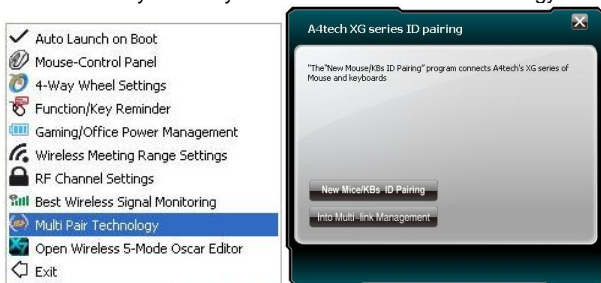 Auto Launch on Boot
Mouse-Control Panel
4-Way Wheel Settings
Function/Key Reminder
Gaming/Office Power Management
Wireless Meeting Range Settings
RF Channel Settings
Best Wireless Signal Monitoring
Multi Pair Technology
Open Wireless 5-Mode Oscar Editor
Exit
A4tech XG series ID pairing
"The"New Mouse/KBs ID Pairing" program connects A4tech's XG series of
Mouse and keyboards
New Mice/KBs ID Pairing
Into Multi-link Management